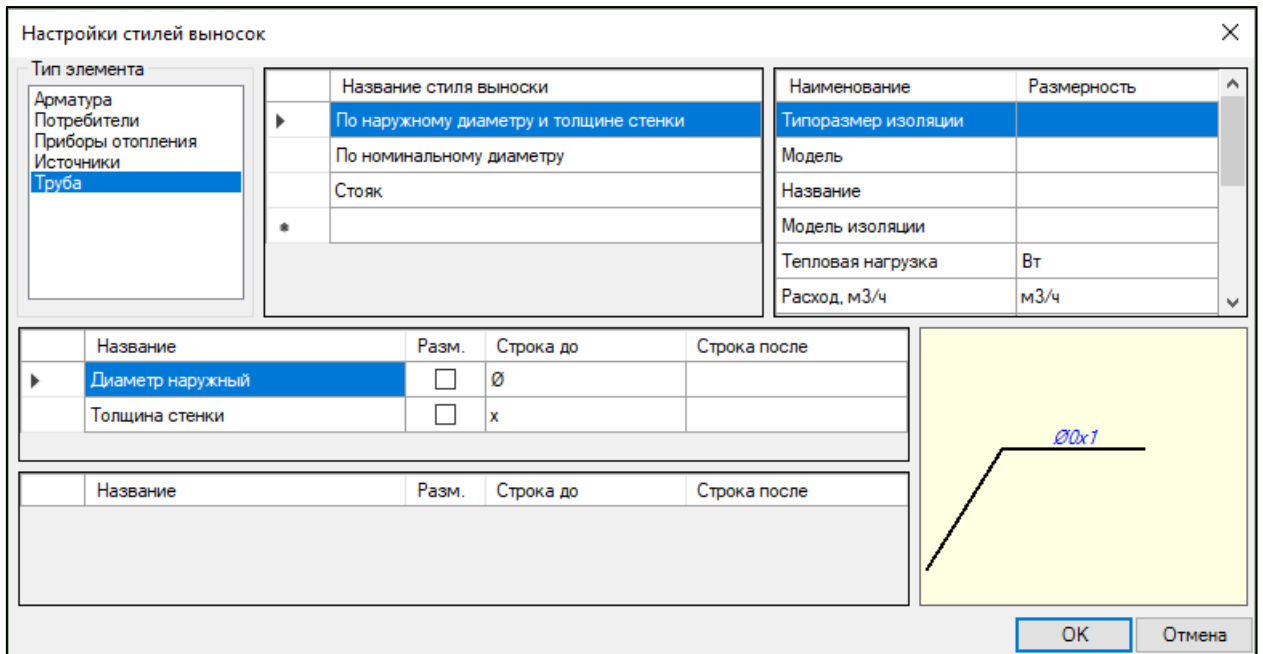 Настройки стилей выносок
Тип элемента
Арматура
Потребители
Приборы отопления
Источники
Труба
Название стиля выноски
По наружному диаметру и толщине стенки
По номинальному диаметру
Стояк
Наименование Размерность
Типоразмер изоляции
Модель
Название
Модель изоляции
Тепловая нагрузка Вт
Расход, м3/ч м3/ч
Название Разм. Строка до Строка после
Диаметр наружный Ø
Толщина стенки x
Ø0x1
Название Разм. Строка до Строка после
OK Отмена